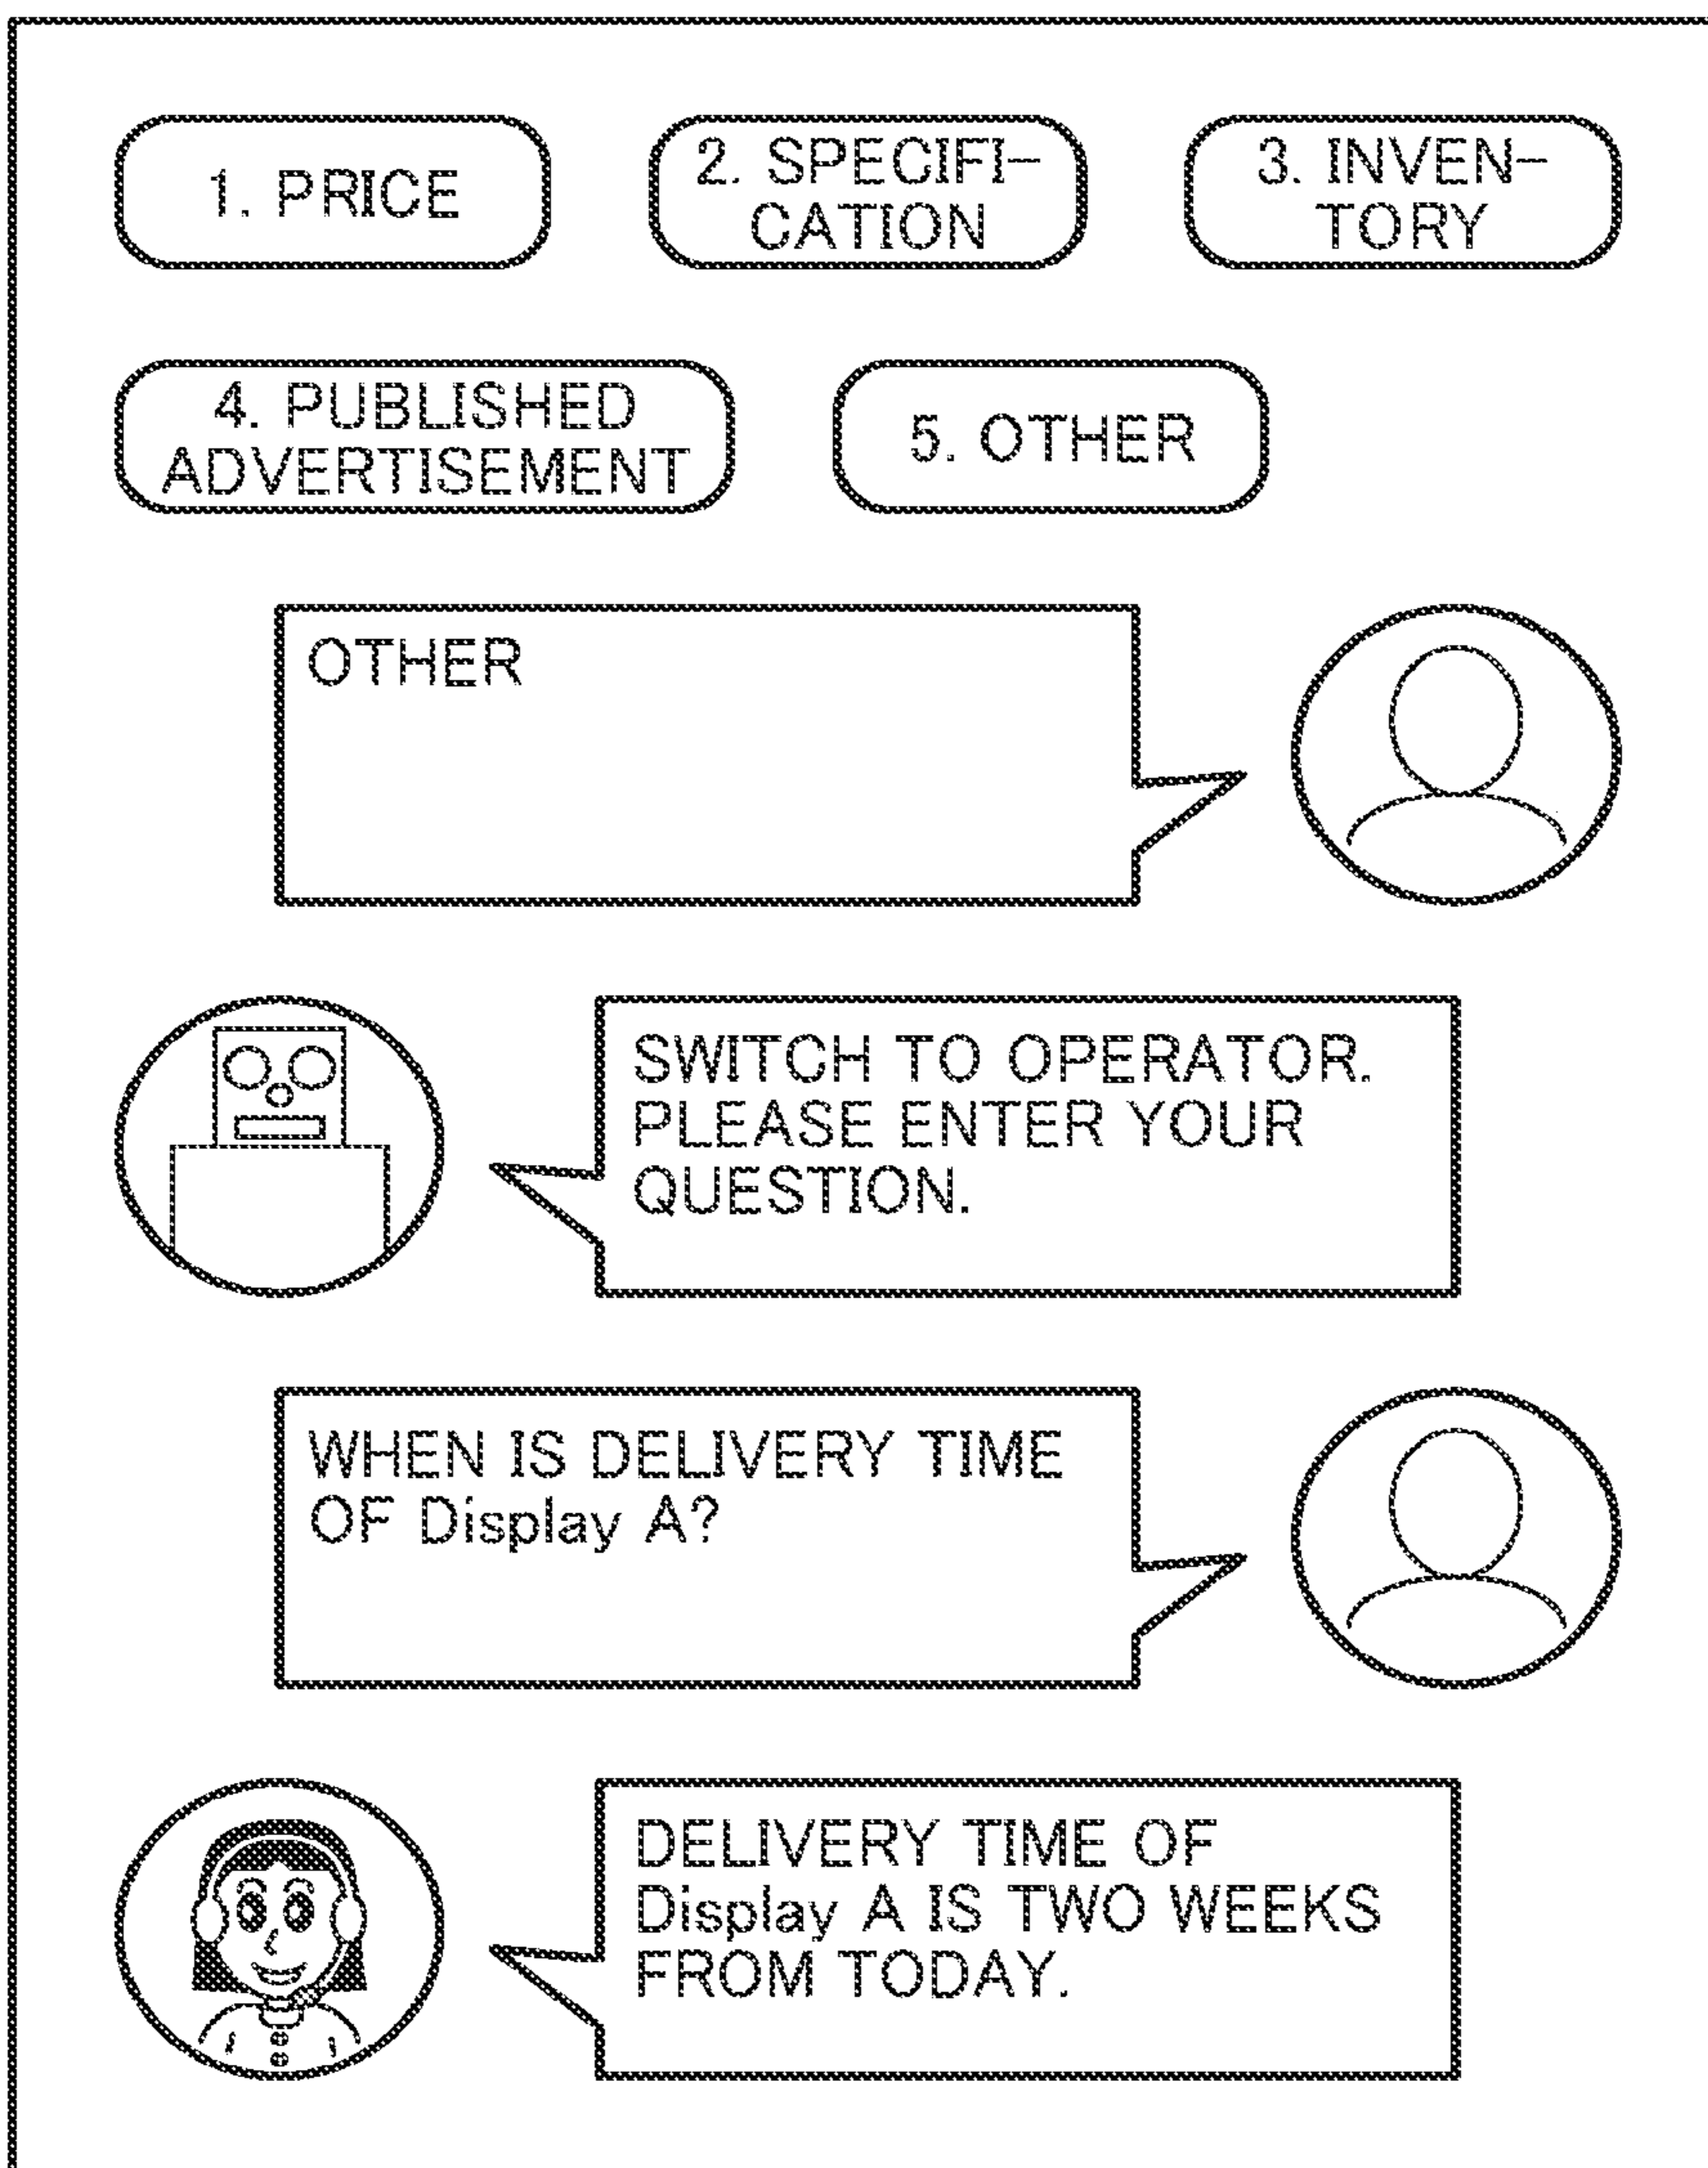 1. PRICE
2. SPECIFI-
CATION
3. INVEN-
TORY
4. PUBLISHED
ADVERTISEMENT
5. OTHER
OTHER
SWITCH TO OPERATOR.
PLEASE ENTER YOUR
QUESTION.
WHEN IS DELIVERY TIME
OF Display A?
DELIVERY TIME OF
Display A IS TWO WEEKS
FROM TODAY.